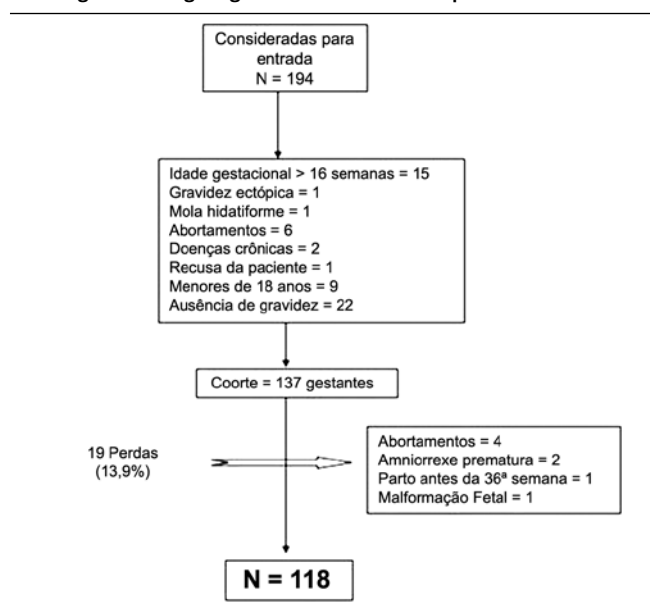 Consideradas para
entrada
N = 194
Idade gestacional > 16 semanas = 15
Gravidez ectópica = 1
Mola hidatiforme = 1
Abortamentos = 6
Doenças crônicas = 2
Recusa da paciente = 1
Menores de 18 anos = 9
Ausência de gravidez = 22
Coorte = 137 gestantes
19 Perdas
(13,9%)
Abortamentos = 4
Amniorrexe prematura = 2
Parto antes da 36ª semana = 1
Malformação Fetal = 1
N = 118